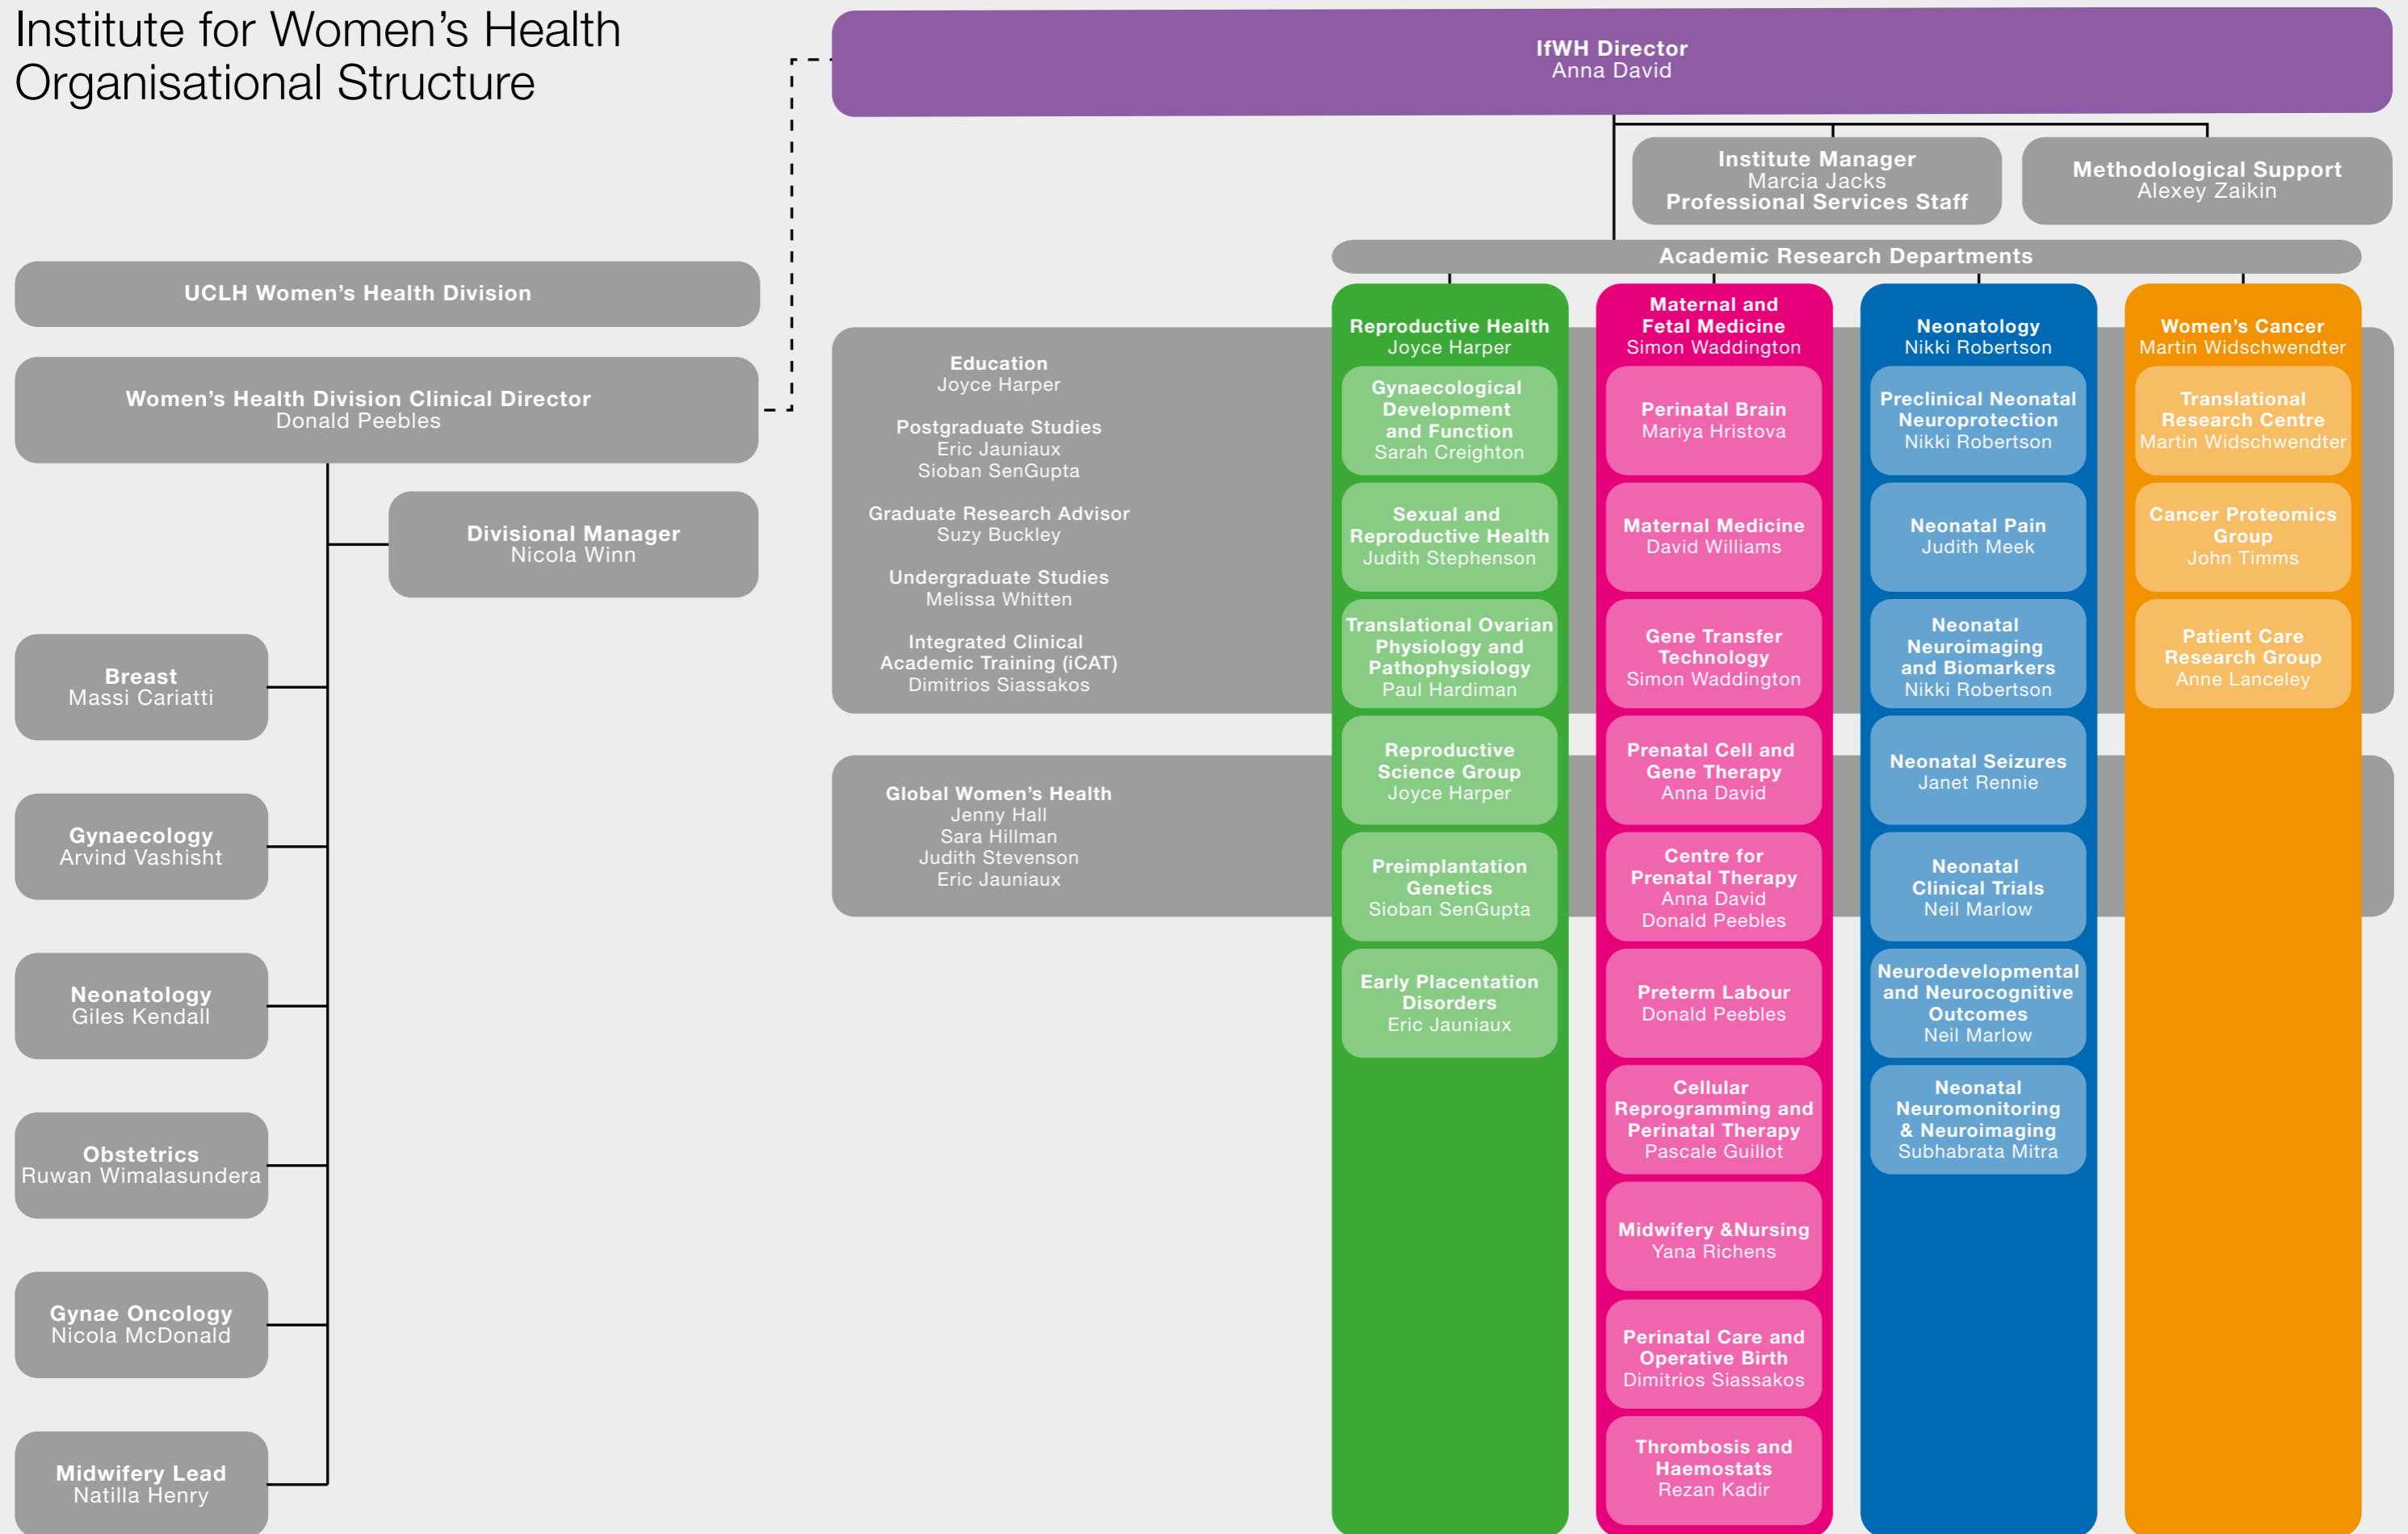 Institute for Women's Health
Organisational Structure
IfWH Director
Anna David
Institute Manager
Marcia Jacks
Professional Services Staff
Methodological Support
Alexey Zaikin
Academic Research Departments
UCLH Women's Health Division
Women's Health Division Clinical Director
Donald Peebles
Divisional Manager
Nicola Winn
Breast
Massi Cariatti
Gynaecology
Arvind Vashisht
Neonatology
Giles Kendall
Obstetrics
Ruwan Wimalasundera
Gynae Oncology
Nicola McDonald
Midwifery Lead
Natilla Henry
Education
Joyce Harper
Postgraduate Studies
Eric Jauniaux
Sioban SenGupta
Graduate Research Advisor
Suzy Buckley
Undergraduate Studies
Melissa Whitten
Integrated Clinical
Academic Training (iCAT)
Dimitrios Siassakos
Global Women's Health
Jenny Hall
Sara Hillman
Judith Stevenson
Eric Jauniaux
Reproductive Health
Joyce Harper
Gynaecological
Development
and Function
Sarah Creighton
Sexual and
Reproductive Health
Judith Stephenson
Translational Ovarian
Physiology and
Pathophysiology
Paul Hardiman
Reproductive
Science Group
Joyce Harper
Preimplantation
Genetics
Sioban SenGupta
Early Placentation
Disorders
Eric Jauniaux
Maternal and
Fetal Medicine
Simon Waddington
Perinatal Brain
Mariya Hristova
Maternal Medicine
David Williams
Gene Transfer
Technology
Simon Waddington
Prenatal Cell and
Gene Therapy
Anna David
Centre for
Prenatal Therapy
Anna David
Donald Peebles
Preterm Labour
Donald Peebles
Cellular
Reprogramming and
Perinatal Therapy
Pascale Guillot
Midwifery &Nursing
Yana Richens
Perinatal Care and
Operative Birth
Dimitrios Siassakos
Thrombosis and
Haemostats
Rezan Kadir
Neonatology
Nikki Robertson
Preclinical Neonatal
Neuroprotection
Nikki Robertson
Neonatal Pain
Judith Meek
Neonatal
Neuroimaging
and Biomarkers
Nikki Robertson
Neonatal Seizures
Janet Rennie
Neonatal
Clinical Trials
Neil Marlow
Neurodevelopmental
and Neurocognitive
Outcomes
Neil Marlow
Neonatal
Neuromonitoring
& Neuroimaging
Subhabrata Mitra
Women's Cancer
Martin Widschwendter
Translational
Research Centre
Martin Widschwendter
Cancer Proteomics
Group
John Timms
Patient Care
Research Group
Anne Lanceley